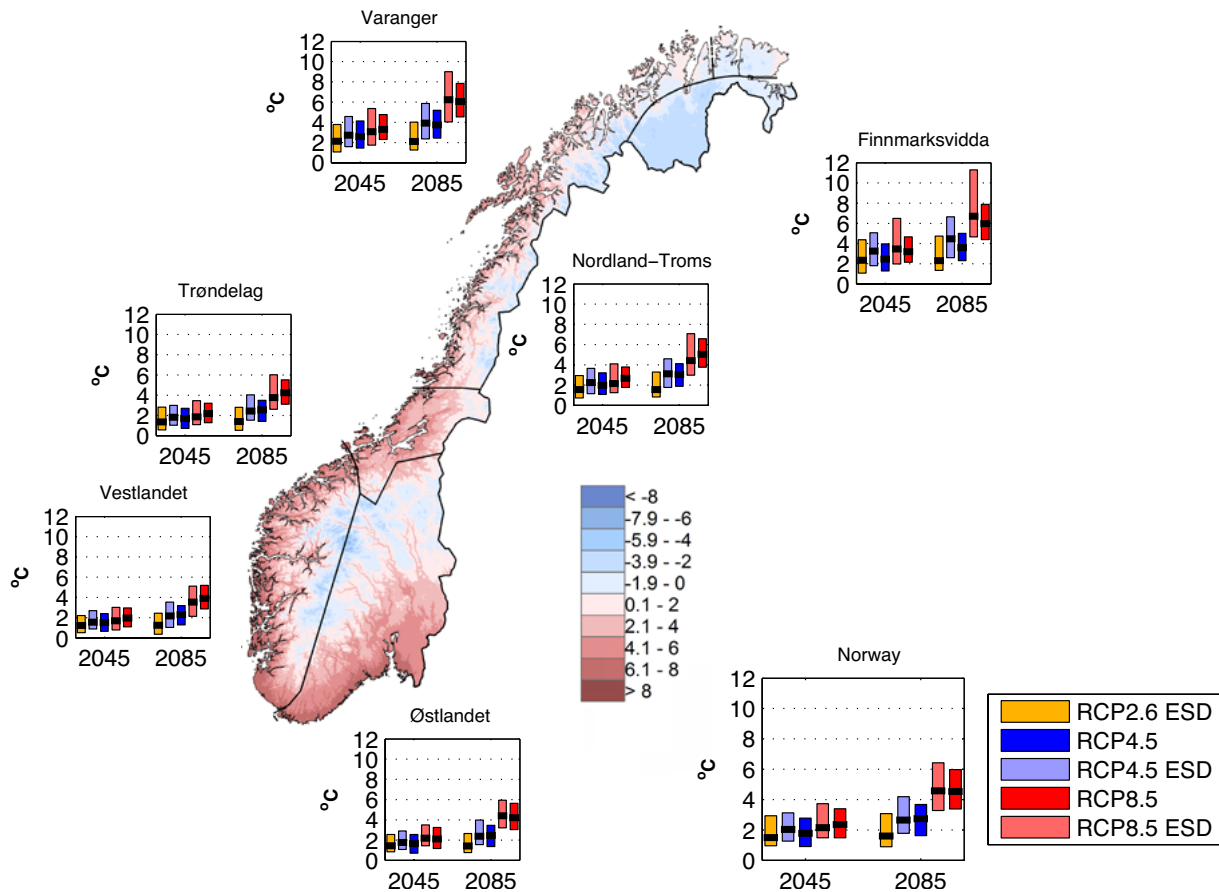 Varanger
12
10
8
6
4
2
0
°C
2045 2085
Finnmarksvidda
12
10
8
6
4
2
0
°C
2045 2085
Nordland-Troms
12
10
8
6
4
2
0
°C
2045 2085
Trøndelag
12
10
8
6
4
2
0
°C
2045 2085
Vestlandet
12
10
8
6
4
2
0
°C
2045 2085
< -8
-7.9 - -6
-5.9 - -4
-3.9 - -2
-1.9 - 0
0.1 - 2
2.1 - 4
4.1 - 6
6.1 - 8
> 8
Østlandet
12
10
8
6
4
2
0
°C
2045 2085
Norway
12
10
8
6
4
2
0
°C
2045 2085
RCP2.6 ESD
RCP4.5
RCP4.5 ESD
RCP8.5
RCP8.5 ESD